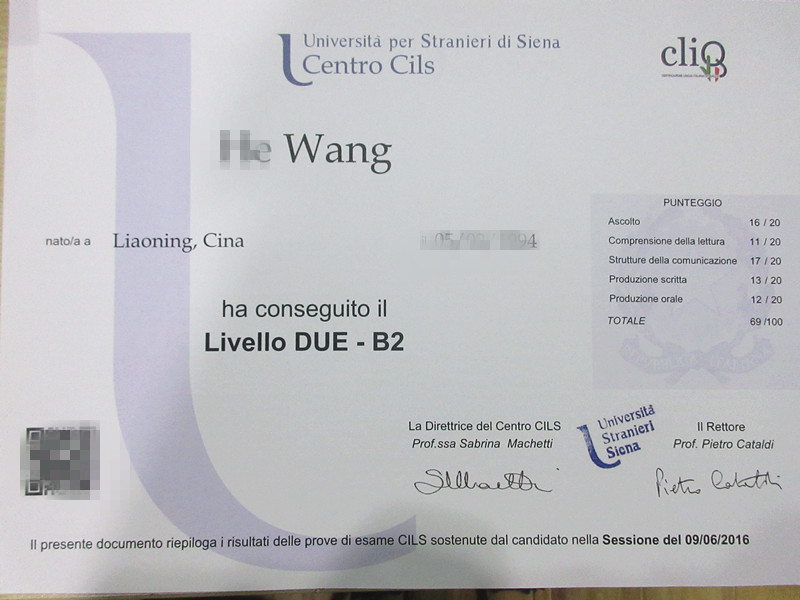 Università per Stranieri di Siena
Centro Cils
cliQ
He Wang
nato/a a Liaoning, Cina
ha conseguito il
Livello DUE - B2
PUNTEGGIO
Ascolto 16 / 20
Comprensione della lettura 11 / 20
Strutture della comunicazione 17 / 20
Produzione scritta 13 / 20
Produzione orale 12 / 20
TOTALE 69 /100
La Direttrice del Centro CILS
Prof.ssa Sabrina Machetti
Università
Stranieri
Siena
Il Rettore
Prof. Pietro Cataldi
Pietro Cataldi
Il presente documento riepiloga i risultati delle prove di esame CILS sostenute dal candidato nella Sessione del 09/06/2016